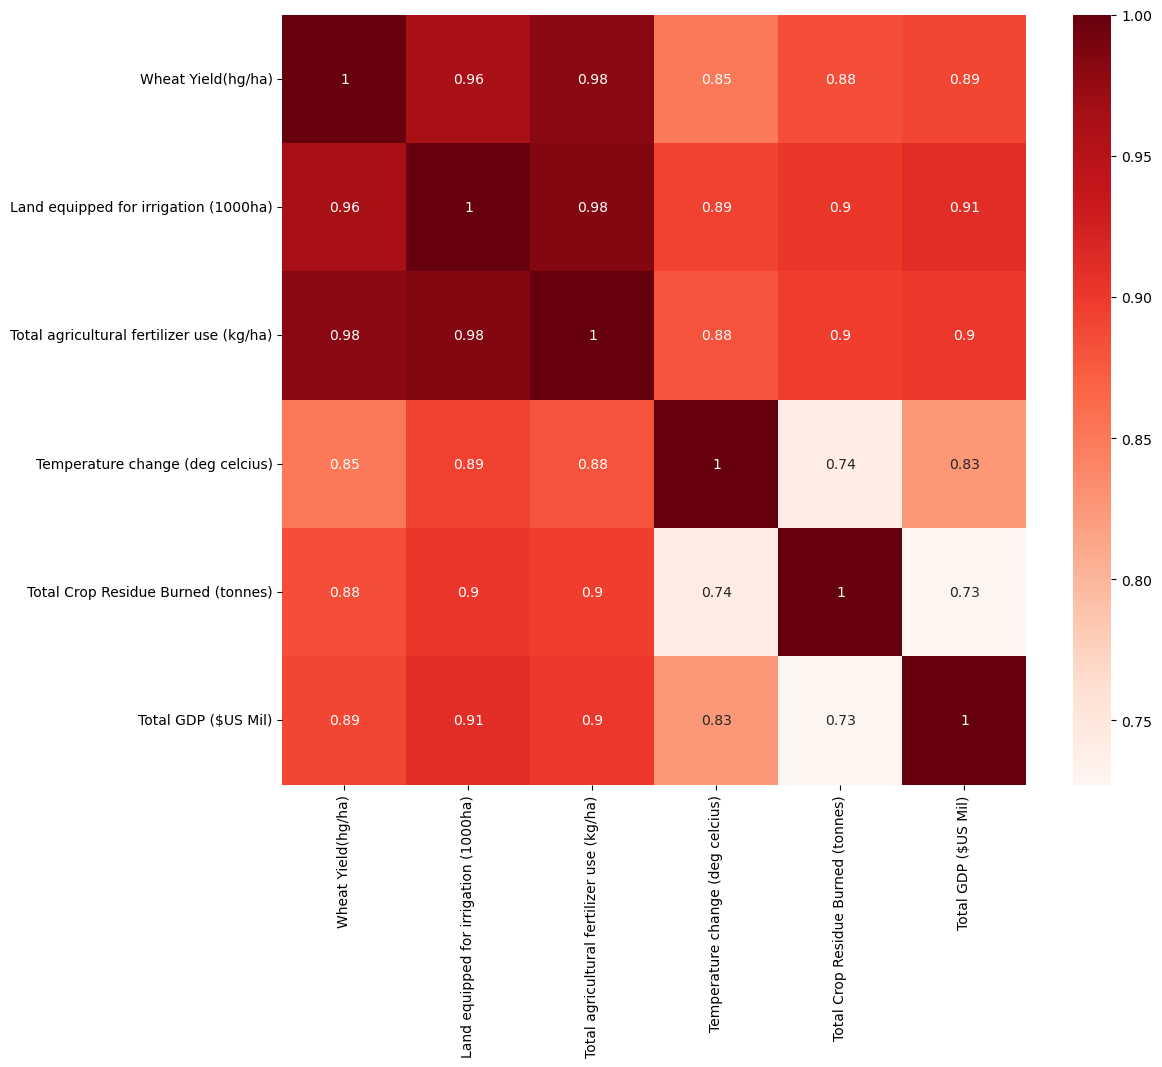 1.00
Wheat Yield(hg/ha) 1 0.96 0.98 0.85 0.88 0.89
0.95
Land equipped for irrigation (1000ha) 0.96 1 0.98 0.89 0.9 0.91
0.90
Total agricultural fertilizer use (kg/ha) 0.98 0.98 1 0.88 0.9 0.9
0.85
Temperature change (deg celcius) 0.85 0.89 0.88 1 0.74 0.83
0.80
Total Crop Residue Burned (tonnes) 0.88 0.9 0.9 0.74 1 0.73
0.75
Total GDP ($US Mil) 0.89 0.91 0.9 0.83 0.73 1
Wheat Yield(hg/ha)
Land equipped for irrigation (1000ha)
Total agricultural fertilizer use (kg/ha)
Temperature change (deg celcius)
Total Crop Residue Burned (tonnes)
Total GDP ($US Mil)